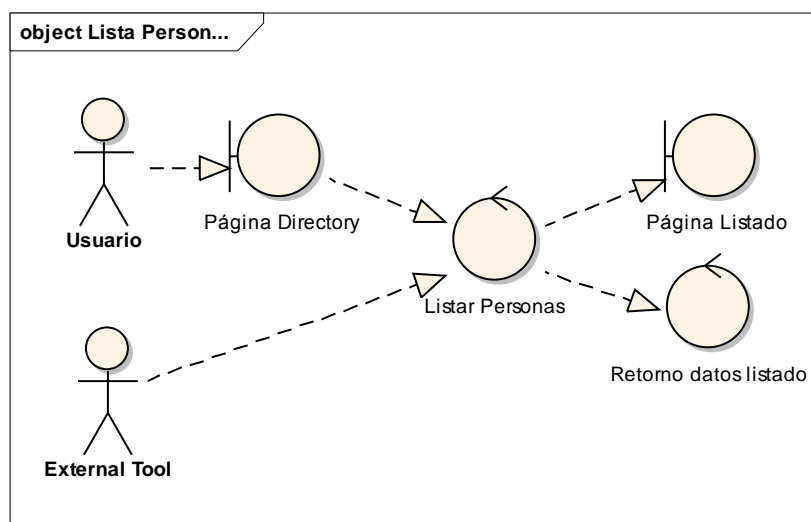 object Lista Person...
Usuario
Página Directory
Listar Personas
Página Listado
Retorno datos listado
External Tool